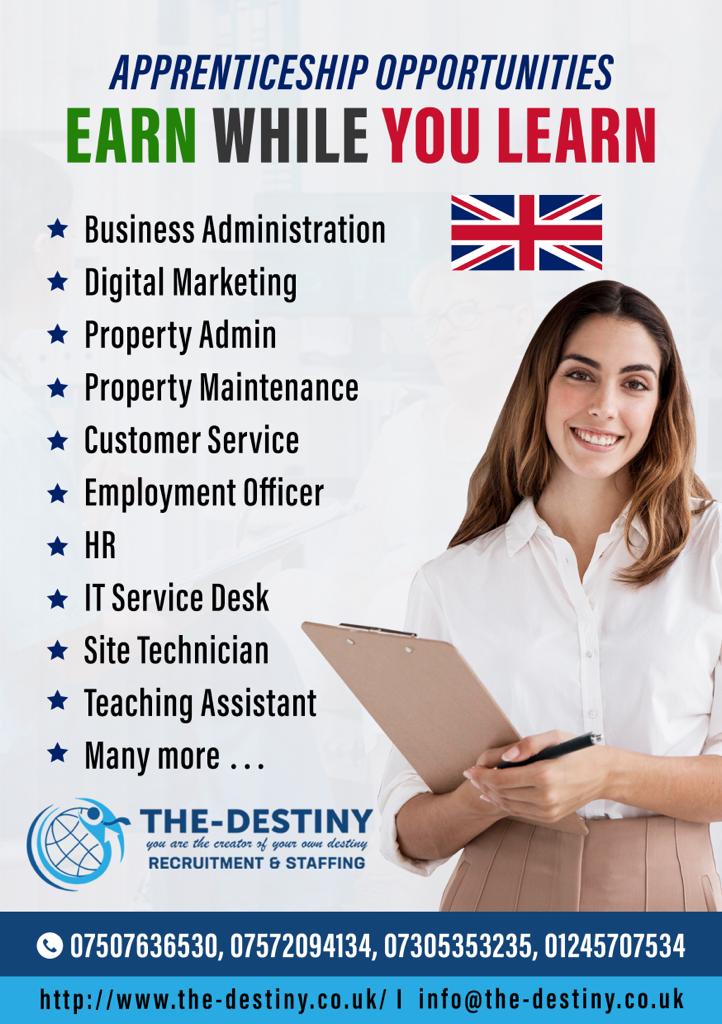 APPRENTICESHIP OPPORTUNITIES
EARN WHILE YOU LEARN
Business Administration
Digital Marketing
Property Admin
Property Maintenance
Customer Service
Employment Officer
HR
IT Service Desk
Site Technician
Teaching Assistant
Many more ...
THE-DESTINY
you are the creator of your own destiny
RECRUITMENT & STAFFING
07507636530, 07572094134, 07305353235, 01245707534
http://www.the-destiny.co.uk/ I info@the-destiny.co.uk